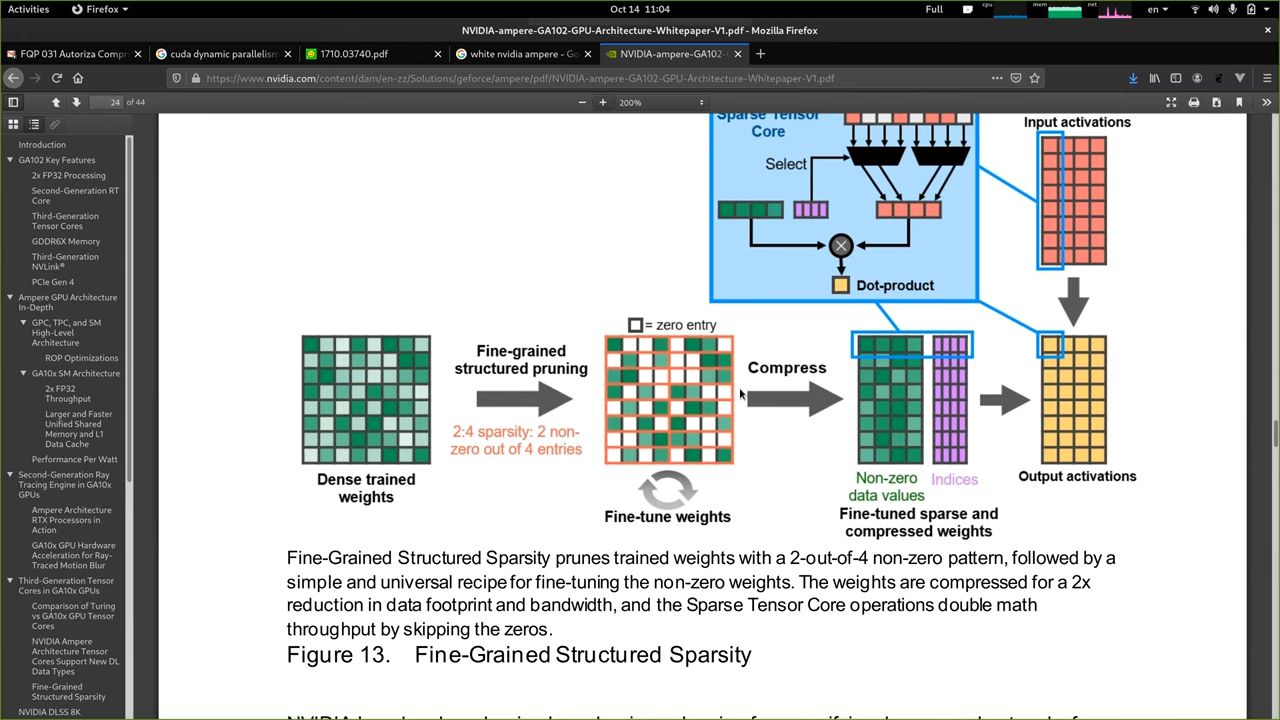 Activities
Firefox
Oct 14 11:04
Full
cpu
mem
net
en
NVIDIA-ampere-GA102-GPU-Architecture-Whitepaper-V1.pdf - Mozilla Firefox
FQP 031 Autoriza Compr
cuda dynamic parallelism
1710.03740.pdf
white nvidia ampere - Go
NVIDIA-ampere-GA102-GPU
https://www.nvidia.com/content/dam/en-zz/Solutions/geforce/ampere/pdf/NVIDIA-ampere-GA102-GPU-Architecture-Whitepaper-V1.pdf
24 of 44
200%
Introduction
GA102 Key Features
2x FP32 Processing
Second-Generation RT
Core
Third-Generation
Tensor Cores
GDDR6X Memory
Third-Generation
NVLink®
PCIe Gen 4
Ampere GPU Architecture
In-Depth
GPC, TPC, and SM
High-Level
Architecture
ROP Optimizations
GA10x SM Architecture
2x FP32
Throughput
Larger and Faster
Unified Shared
Memory and L1
Data Cache
Performance Per Watt
Second-Generation Ray
Tracing Engine in GA10x
GPUs
Ampere Architecture
RTX Processors in
Action
GA10x GPU Hardware
Acceleration for Ray-
Traced Motion Blur
Third-Generation Tensor
Cores in GA10x GPUs
Comparison of Turing
vs GA10x GPU Tensor
Cores
NVIDIA Ampere
Architecture Tensor
Cores Support New DL
Data Types
Fine-Grained
Structured Sparsity
NVIDIA DLSS 8K
Sparse Tensor
Core
Select
Dot-product
Input activations
= zero entry
Fine-grained
structured pruning
2:4 sparsity: 2 non-
zero out of 4 entries
Compress
Dense trained
weights
Fine-tune weights
Non-zero
data values
Indices
Fine-tuned sparse and
compressed weights
Output activations
Fine-Grained Structured Sparsity prunes trained weights with a 2-out-of-4 non-zero pattern, followed by a
simple and universal recipe for fine-tuning the non-zero weights. The weights are compressed for a 2x
reduction in data footprint and bandwidth, and the Sparse Tensor Core operations double math
throughput by skipping the zeros.
Figure 13. Fine-Grained Structured Sparsity